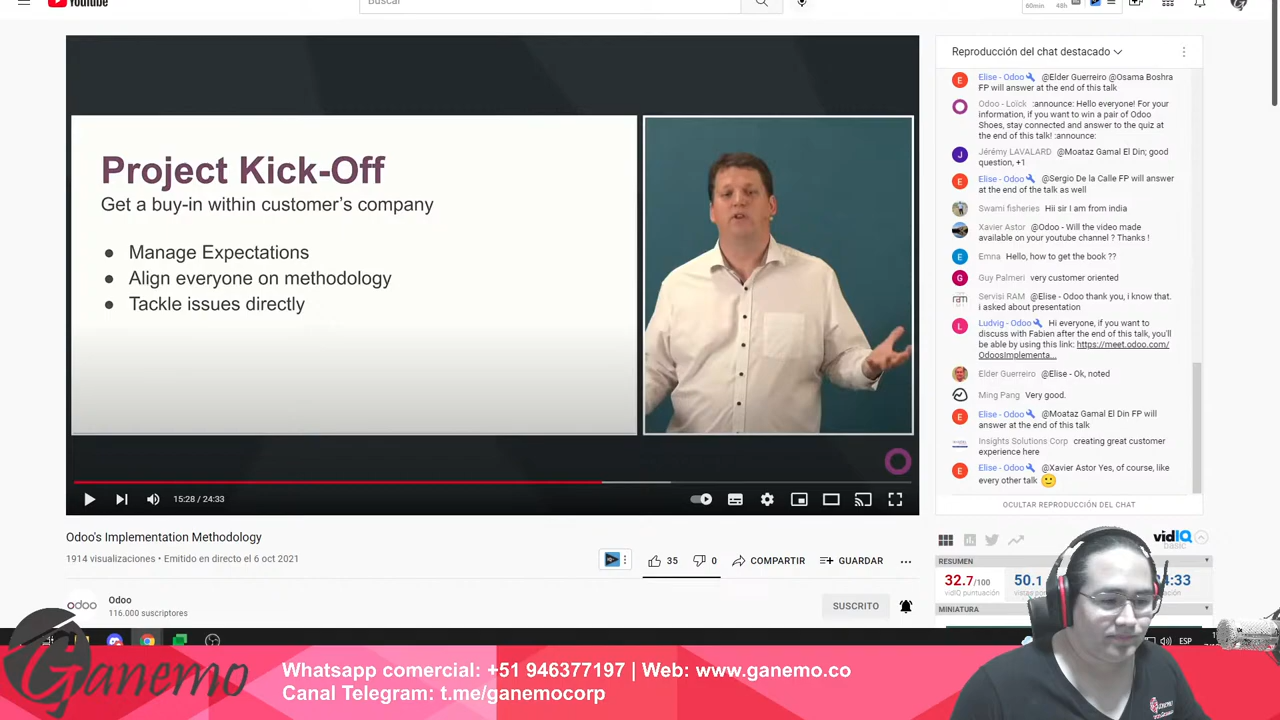 YouTube
Buscar
60min 48h
Project Kick-Off
Get a buy-in within customer's company
● Manage Expectations
● Align everyone on methodology
● Tackle issues directly
15:28 / 24:33
Odoo's Implementation Methodology
1914 visualizaciones • Emitido en directo el 6 oct 2021
35
0
COMPARTIR
GUARDAR
odoo
Odoo
116.000 suscriptores
SUSCRITO
Reproducción del chat destacado
E
Elise - Odoo @Elder Guerreiro @Osama Boshra
FP will answer at the end of this talk
Odoo - Loïck :announce: Hello everyone! For your
information, if you want to win a pair of Odoo
Shoes, stay connected and answer to the quiz at
the end of this talk! :announce:
J
Jérémy LAVALARD @Moataz Gamal El Din; good
question, +1
E
Elise - Odoo @Sergio De la Calle FP will answer
at the end of the talk as well
Swami fisheries Hii sir I am from india
Xavier Astor @Odoo - Will the video made
available on your youtube channel ? Thanks !
E
Emna Hello, how to get the book ??
G
Guy Palmeri very customer oriented
Servisi RAM @Elise - Odoo thank you, i know that.
i asked about presentation
L
Ludvig - Odoo Hi everyone, if you want to
discuss with Fabien after the end of this talk, you'll
be able by using this link: https://meet.odoo.com/
OdoosImplementa...
Elder Guerreiro @Elise - Ok, noted
Ming Pang Very good.
E
Elise - Odoo @Moataz Gamal El Din FP will
answer at the end of this talk
Insights Solutions Corp creating great customer
experience here
E
Elise - Odoo @Xavier Astor Yes, of course, like
every other talk
OCULTAR REPRODUCCIÓN DEL CHAT
vidIQ
basic
RESUMEN
32.7/100
vidIQ puntuación
50.1
vistas por
4:33
MINIATURA
ESP
Ganemo
Whatsapp comercial: +51 946377197 | Web: www.ganemo.co
Canal Telegram: t.me/ganemocorp